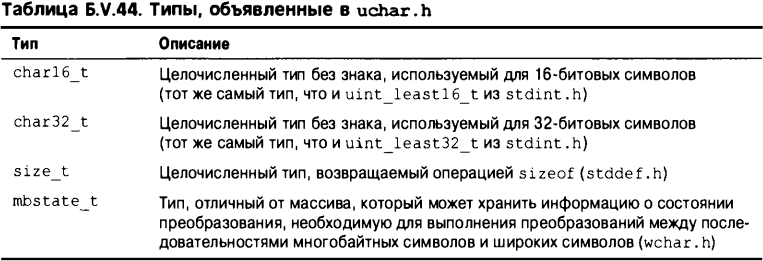 Таблица Б.V.44. Типы, объявленные в uchar.h
Тип Описание
char16_t Целочисленный тип без знака, используемый для 16-битовых символов
(тот же самый тип, что и uint_least16_t из stdint.h)
char32_t Целочисленный тип без знака, используемый для 32-битовых символов
(тот же самый тип, что и uint_least32_t из stdint.h)
size_t Целочисленный тип, возвращаемый операцией sizeof (stddef.h)
mbstate_t Тип, отличный от массива, который может хранить информацию о состоянии
преобразования, необходимую для выполнения преобразований между после-
довательностями многобайтных символов и широких символов (wchar.h)